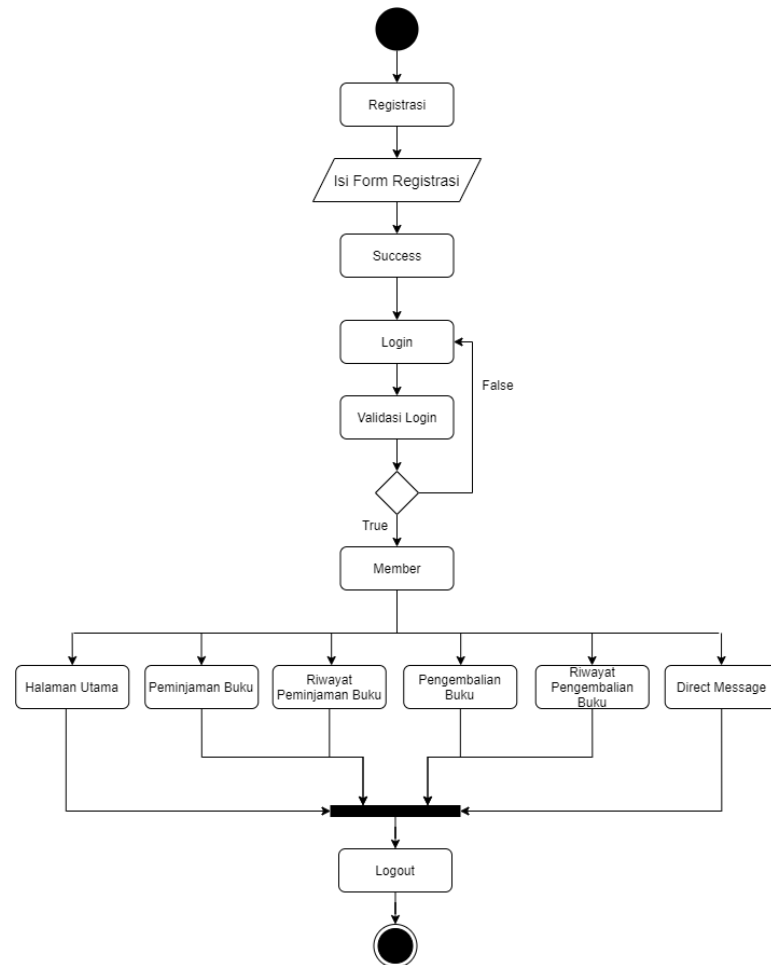 Registrasi
Isi Form Registrasi
Success
Login
False
Validasi Login
True
Member
Halaman Utama
Peminjaman Buku
Riwayat
Peminjaman Buku
Pengembalian
Buku
Riwayat
Pengembalian
Buku
Direct Message
Logout